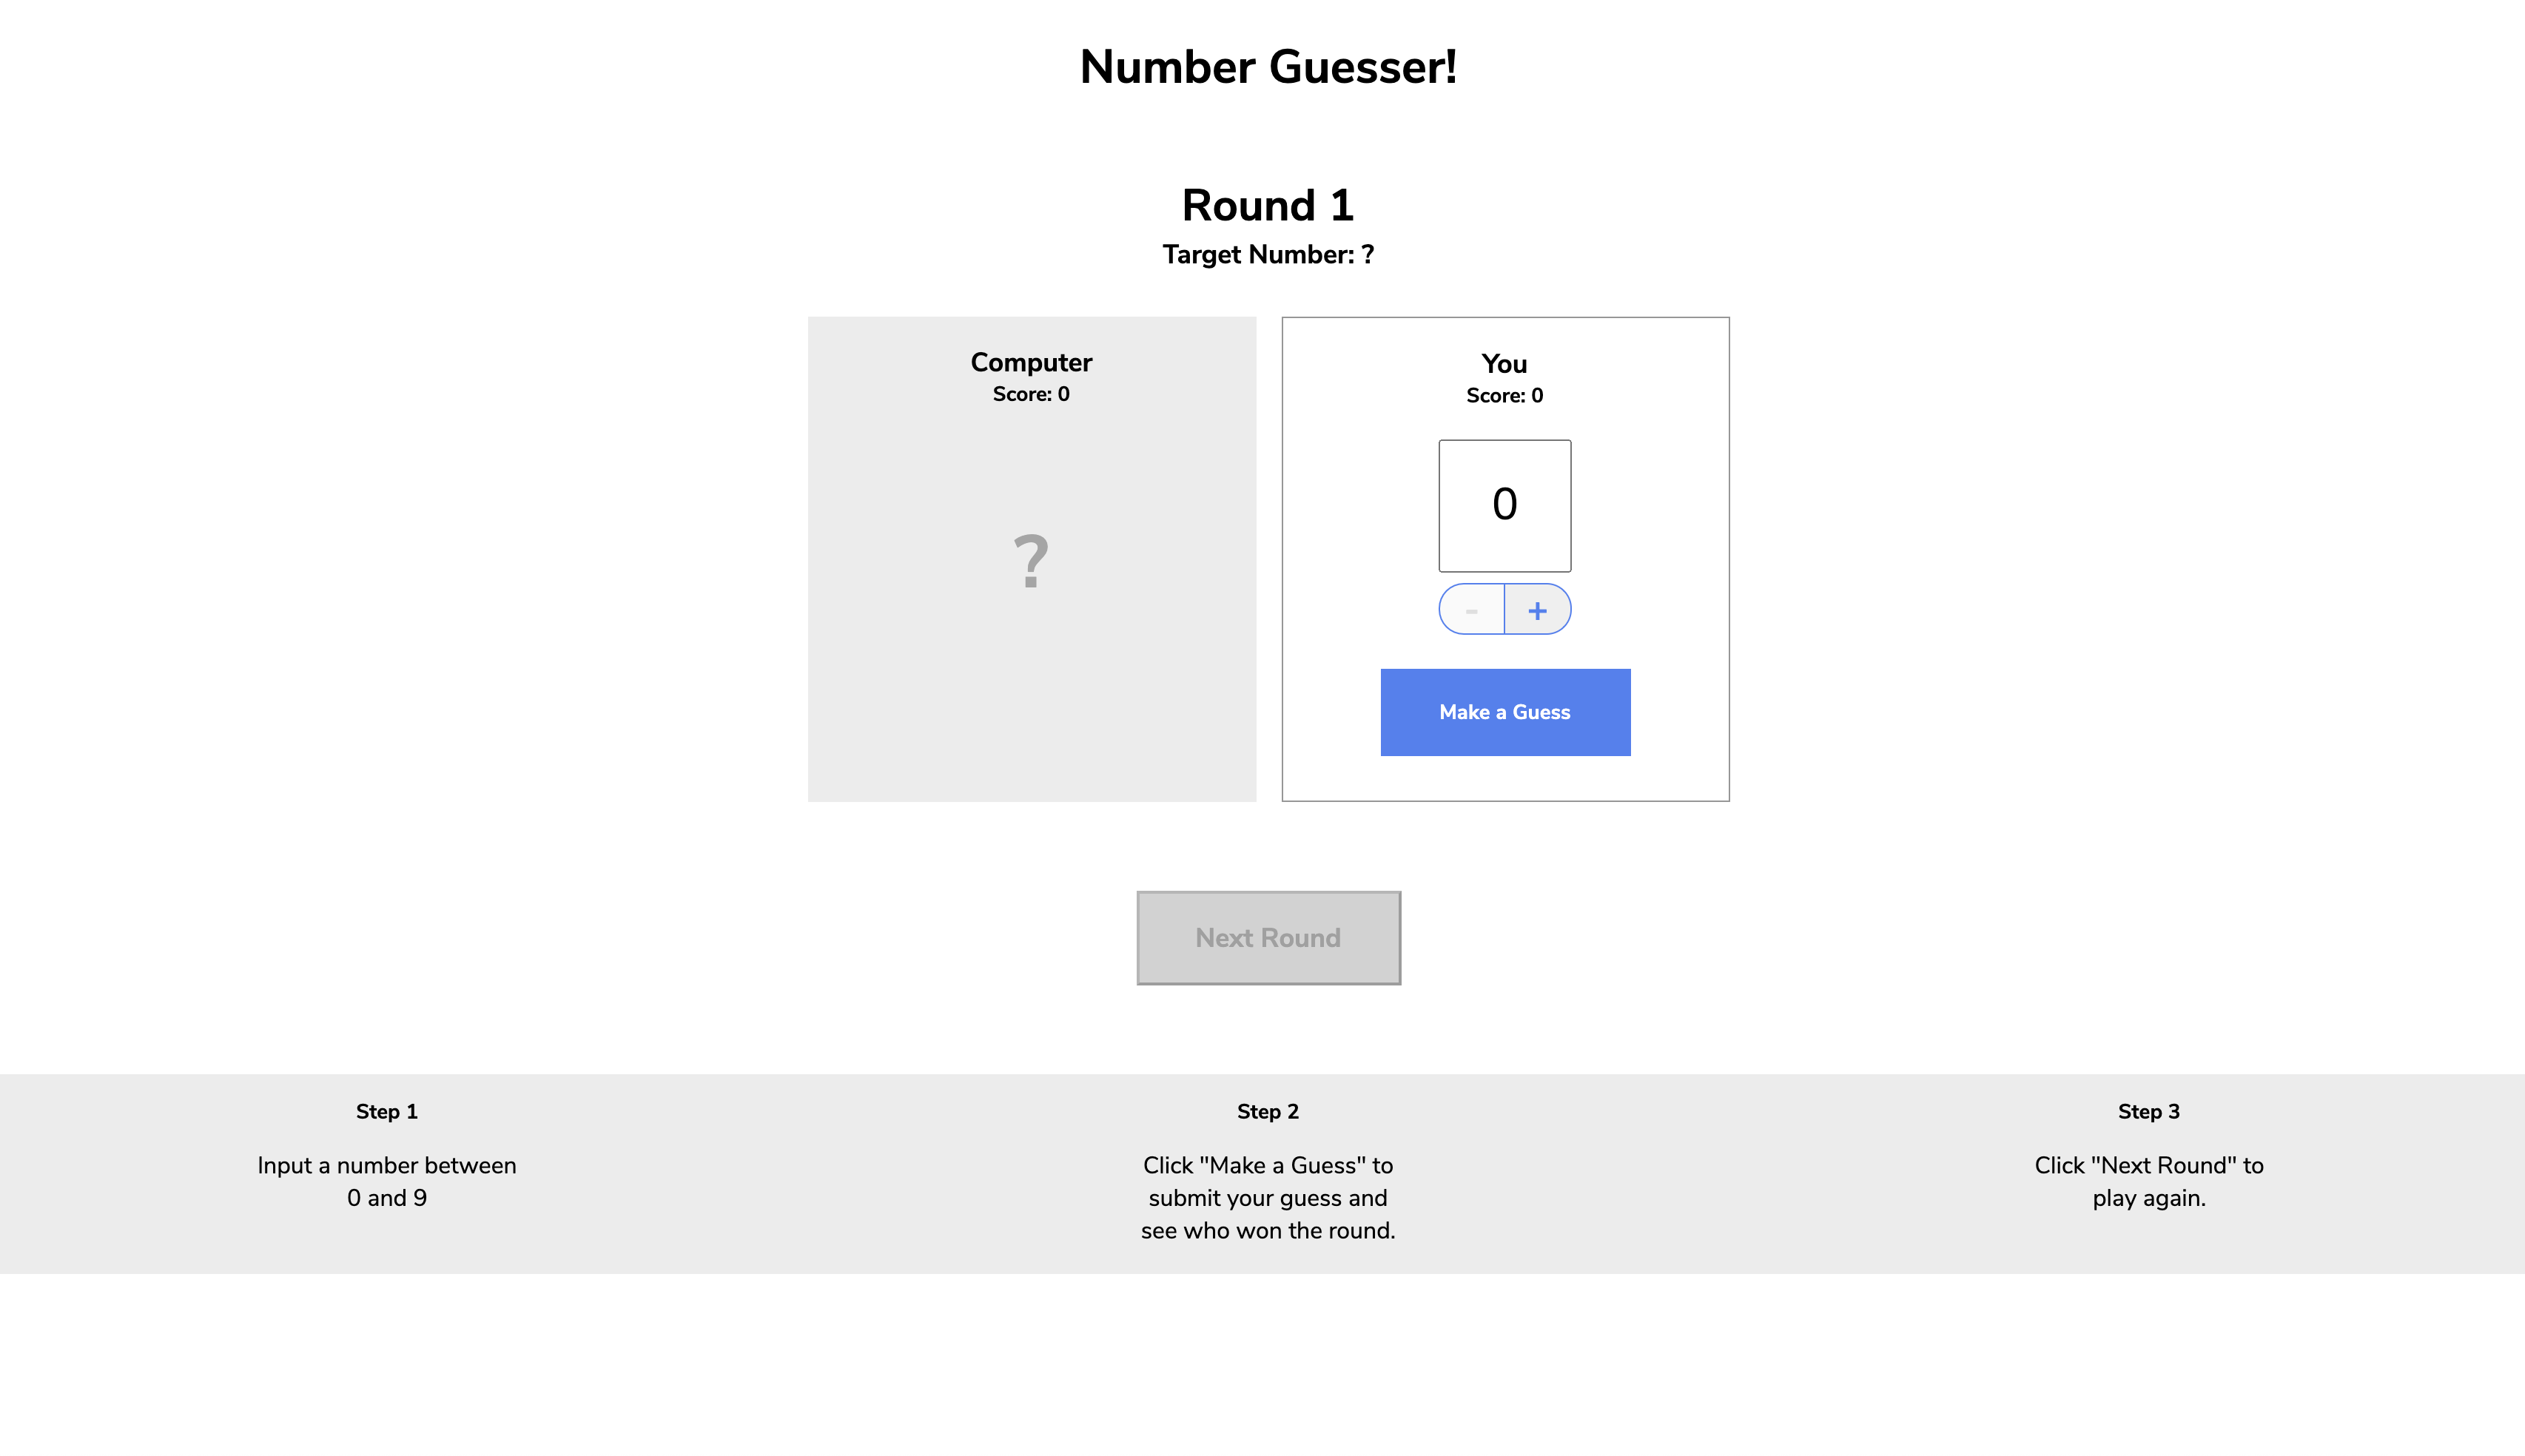 Number Guesser!
Round 1
Target Number: ?
Computer
Score: 0
?
You
Score: 0
0
- +
Make a Guess
Next Round
Step 1
Input a number between
0 and 9
Step 2
Click "Make a Guess" to
submit your guess and
see who won the round.
Step 3
Click "Next Round" to
play again.